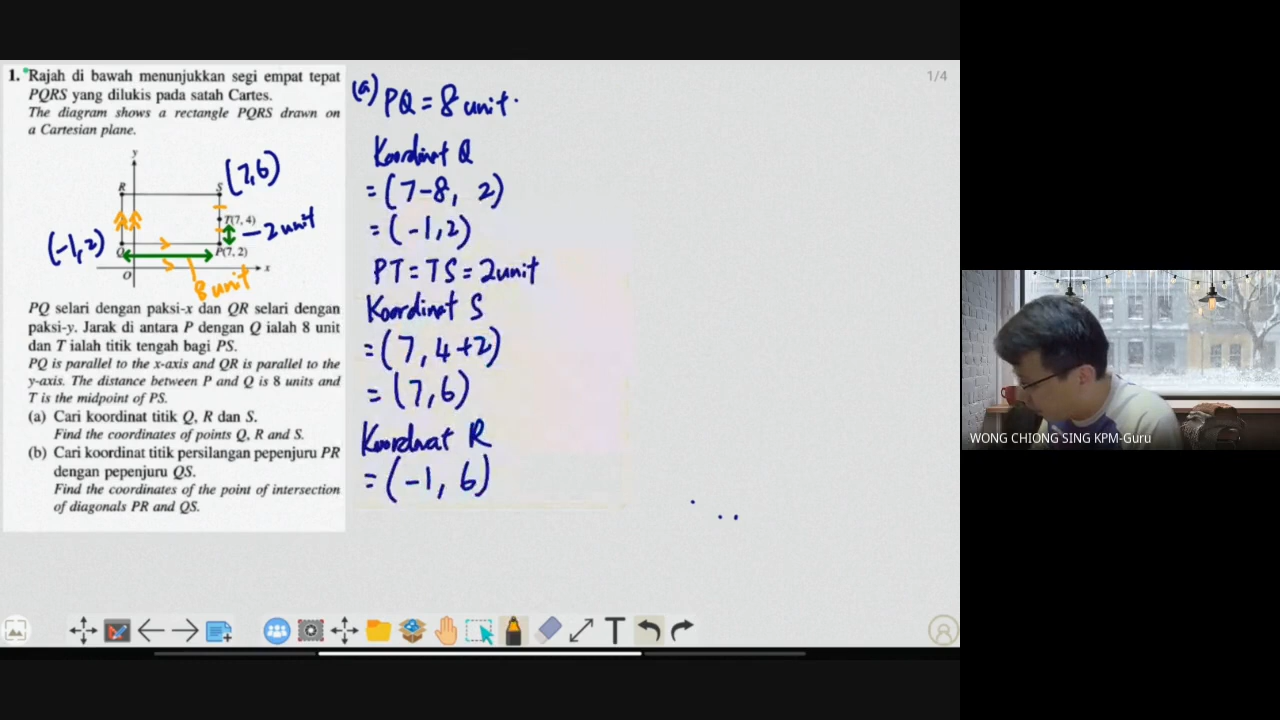 1. Rajah di bawah menunjukkan segi empat tepat
PQRS yang dilukis pada satah Cartes.
The diagram shows a rectangle PQRS drawn on
a Cartesian plane.
y
R
S
(7,6)
T(7, 4)
2 unit
(-1,2)
Q
P(7, 2)
O
x
8 unit
PQ selari dengan paksi-x dan QR selari dengan
paksi-y. Jarak di antara P dengan Q ialah 8 unit
dan T ialah titik tengah bagi PS.
PQ is parallel to the x-axis and QR is parallel to the
y-axis. The distance between P and Q is 8 units and
T is the midpoint of PS.
(a) Cari koordinat titik Q, R dan S.
Find the coordinates of points Q, R and S.
(b) Cari koordinat titik persilangan pepenjuru PR
dengan pepenjuru QS.
Find the coordinates of the point of intersection
of diagonals PR and QS.
(a) PQ = 8 unit.
Koordinat Q
= (7-8, 2)
= (-1,2)
PT = TS = 2 unit
Koordinat S
= (7, 4+2)
= (7,6)
Koordinat R
= (-1, 6)
1/4
T
WONG CHIONG SING KPM-Guru